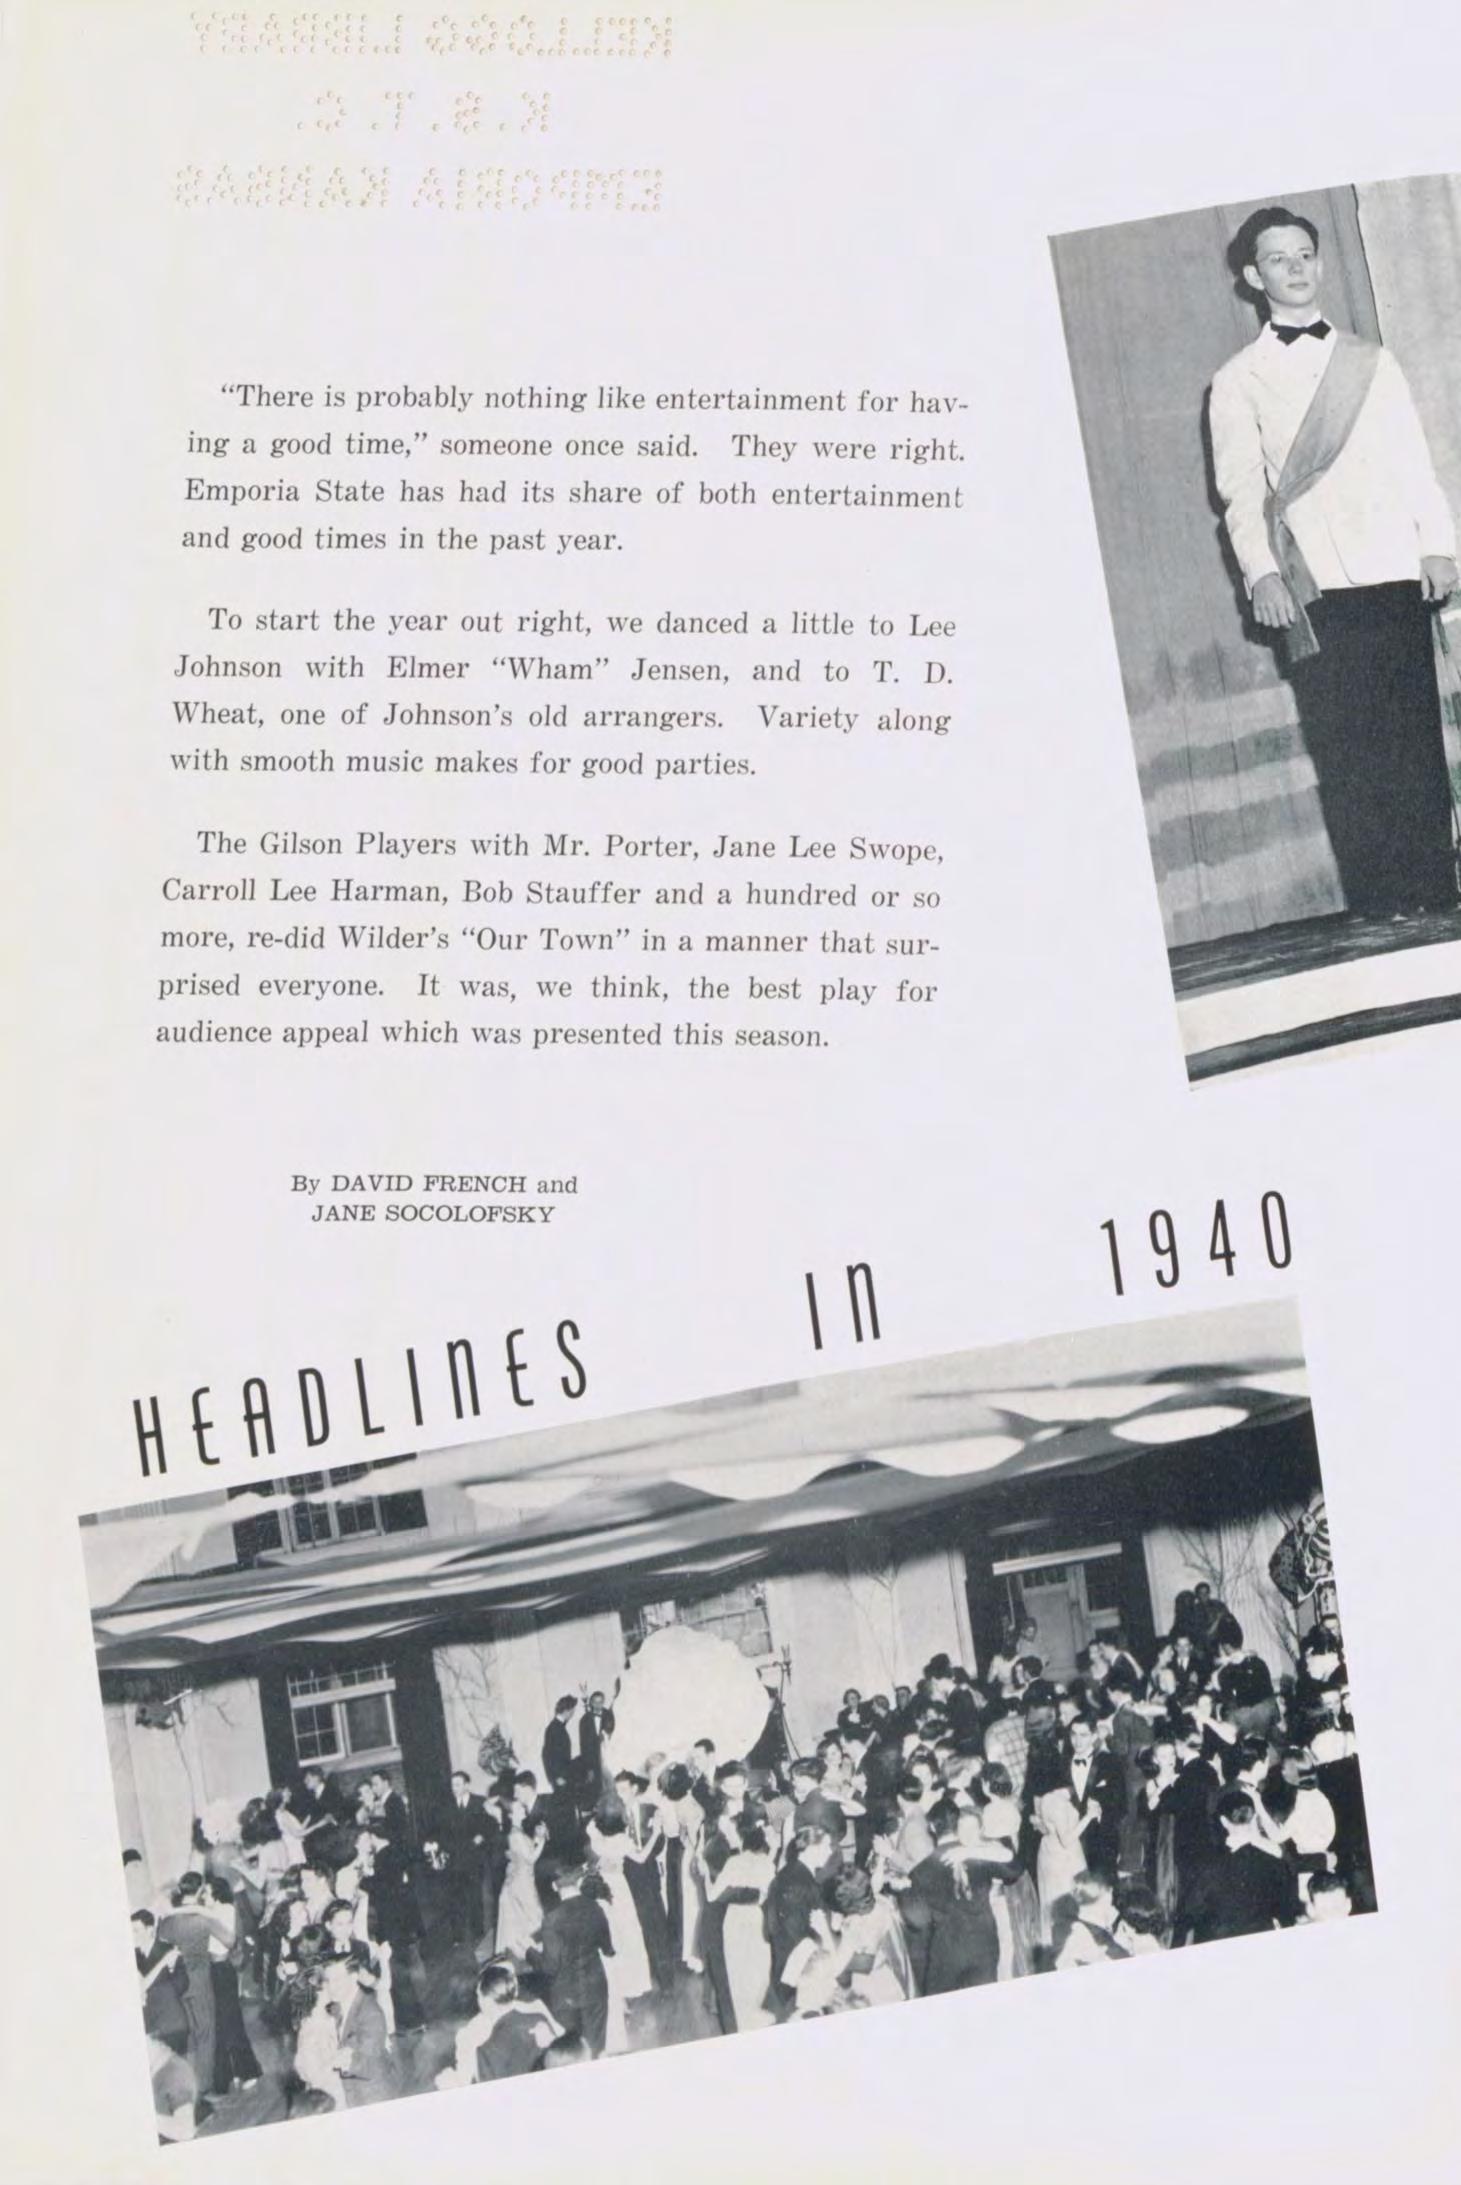 KELLOGG LIBRARY
K. S. T. C.
EMPORIA KANSAS
“There is probably nothing like entertainment for hav-
ing a good time,” someone once said. They were right.
Emporia State has had its share of both entertainment
and good times in the past year.
To start the year out right, we danced a little to Lee
Johnson with Elmer “Wham” Jensen, and to T. D.
Wheat, one of Johnson's old arrangers. Variety along
with smooth music makes for good parties.
The Gilson Players with Mr. Porter, Jane Lee Swope,
Carroll Lee Harman, Bob Stauffer and a hundred or so
more, re-did Wilder's “Our Town” in a manner that sur-
prised everyone. It was, we think, the best play for
audience appeal which was presented this season.
By DAVID FRENCH and
JANE SOCOLOFSKY
HEADLINES IN 1940